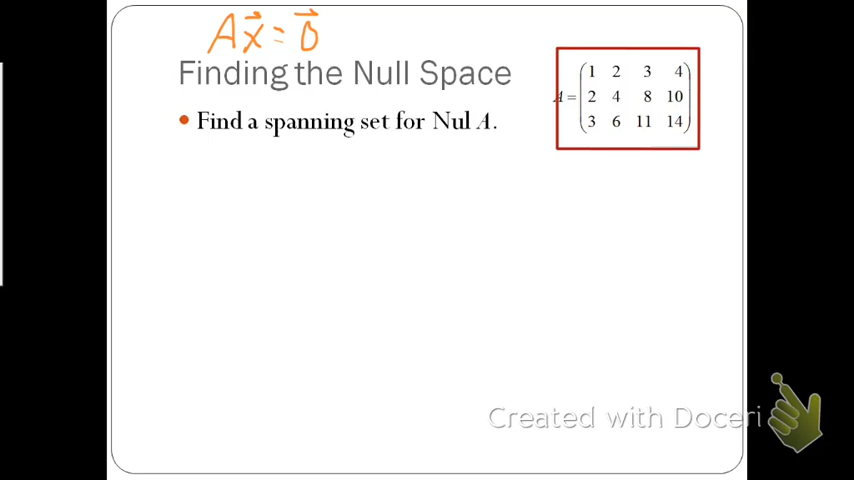 Ax⃗ = 0⃗
Finding the Null Space
• Find a spanning set for Nul A.
A = (1 2 3 4
2 4 8 10
3 6 11 14)
Created with Doceri